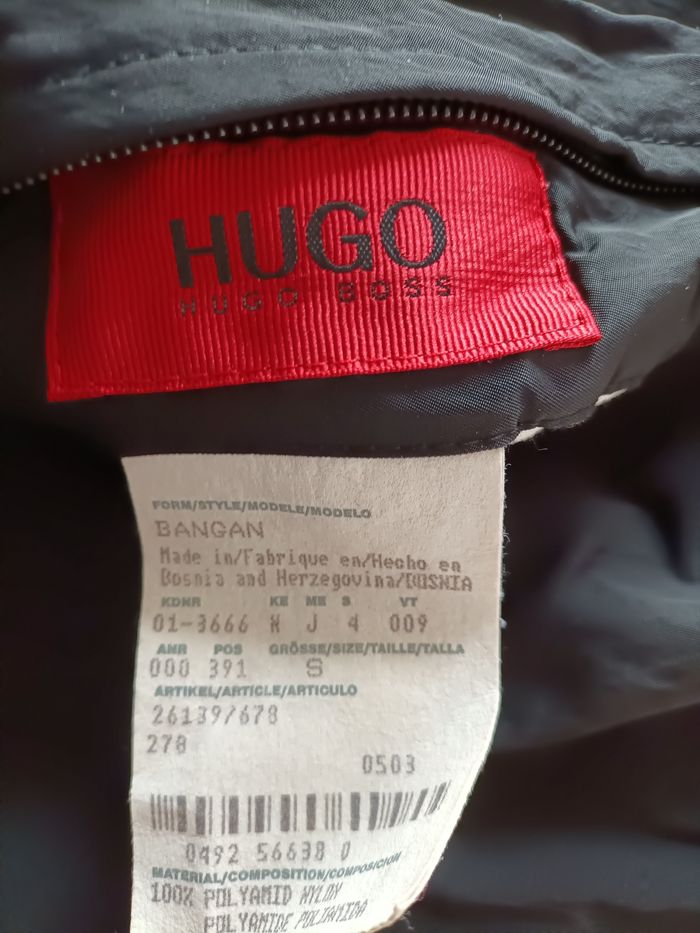 HUGO
HUGO BOSS
FORM/STYLE/MODELE/MODELO
BANGAN
Made in/Fabrique en/Hecho en
Bosnia and Herzegovina/BOSNIA
KDNR KE ME S VT
01-3666 N J 4 009
ANR POS GRÖSSE/SIZE/TAILLE/TALLA
000 391 S
ARTIKEL/ARTICLE/ARTICULO
26139/678
278
0503
0492 56638 0
MATERIAL/COMPOSITION/COMPOSICION
100% POLYAMID NYLON
POLYAMIDE POLIAMIDA